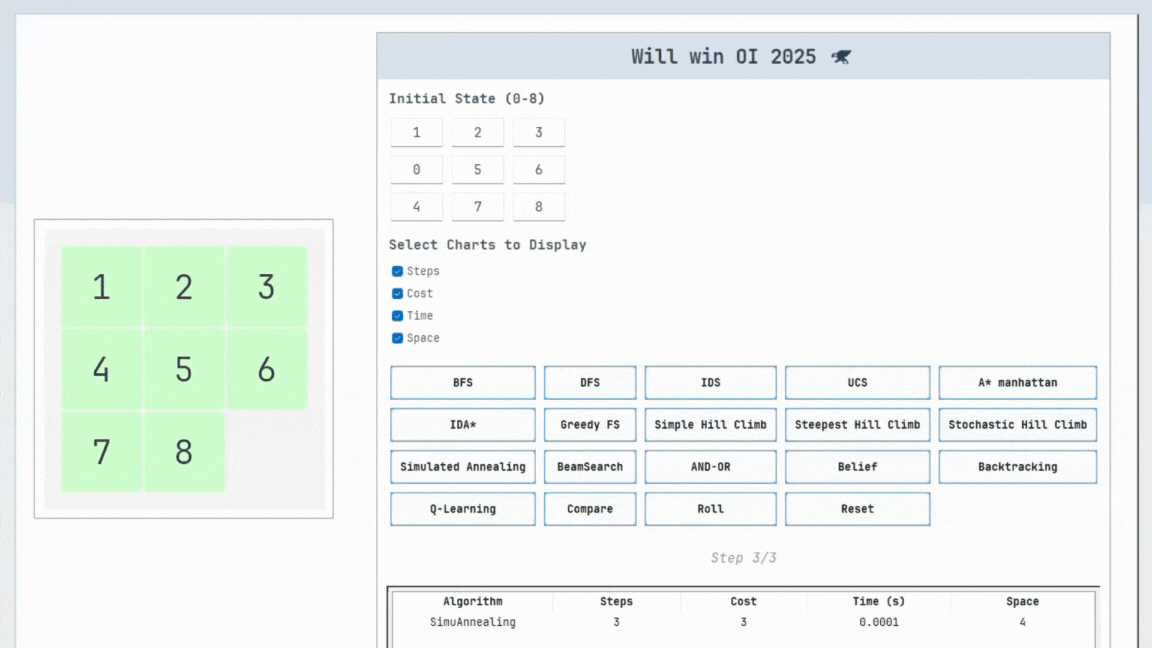 Will win OI 2025
Initial State (0-8)
1 2 3
0 5 6
4 7 8
Select Charts to Display
Steps
Cost
Time
Space
1 2 3
4 5 6
7 8
BFS DFS IDS UCS A* manhattan
IDA* Greedy FS Simple Hill Climb Steepest Hill Climb Stochastic Hill Climb
Simulated Annealing BeamSearch AND-OR Belief Backtracking
Q-Learning Compare Roll Reset
Step 3/3
Algorithm Steps Cost Time (s) Space
SimuAnnealing 3 3 0.0001 4